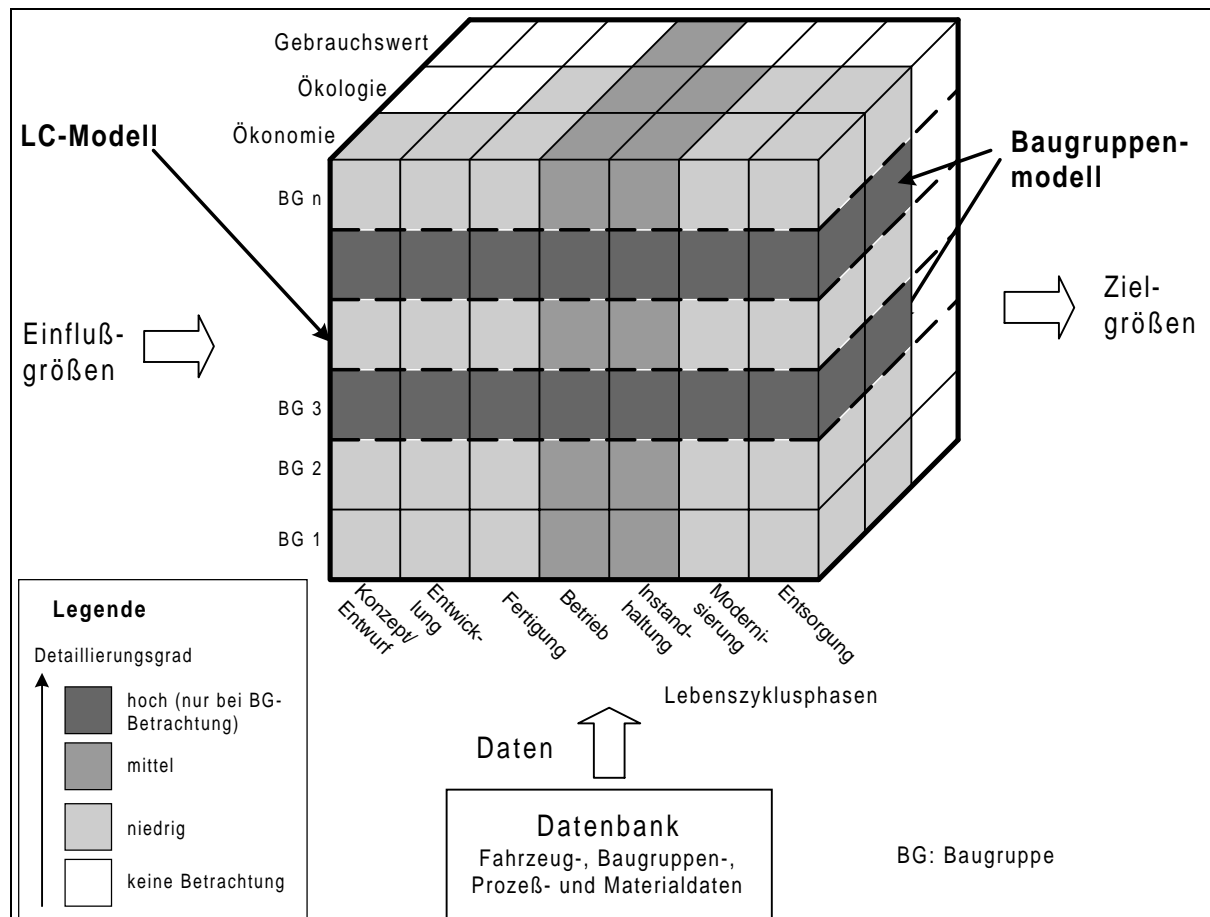 Gebrauchswert
Ökologie
Ökonomie
LC-Modell
Baugruppen-
modell
BG n
Einfluß-
größen
Ziel-
größen
BG 3
BG 2
BG 1
Konzept/
Entwurf
Entwick-
lung
Fertigung
Betrieb
Instand-
haltung
Moderni-
sierung
Entsorgung
Lebenszyklusphasen
Legende
Detaillierungsgrad
hoch (nur bei BG-
Betrachtung)
mittel
niedrig
keine Betrachtung
Daten
Datenbank
Fahrzeug-, Baugruppen-,
Prozeß- und Materialdaten
BG: Baugruppe